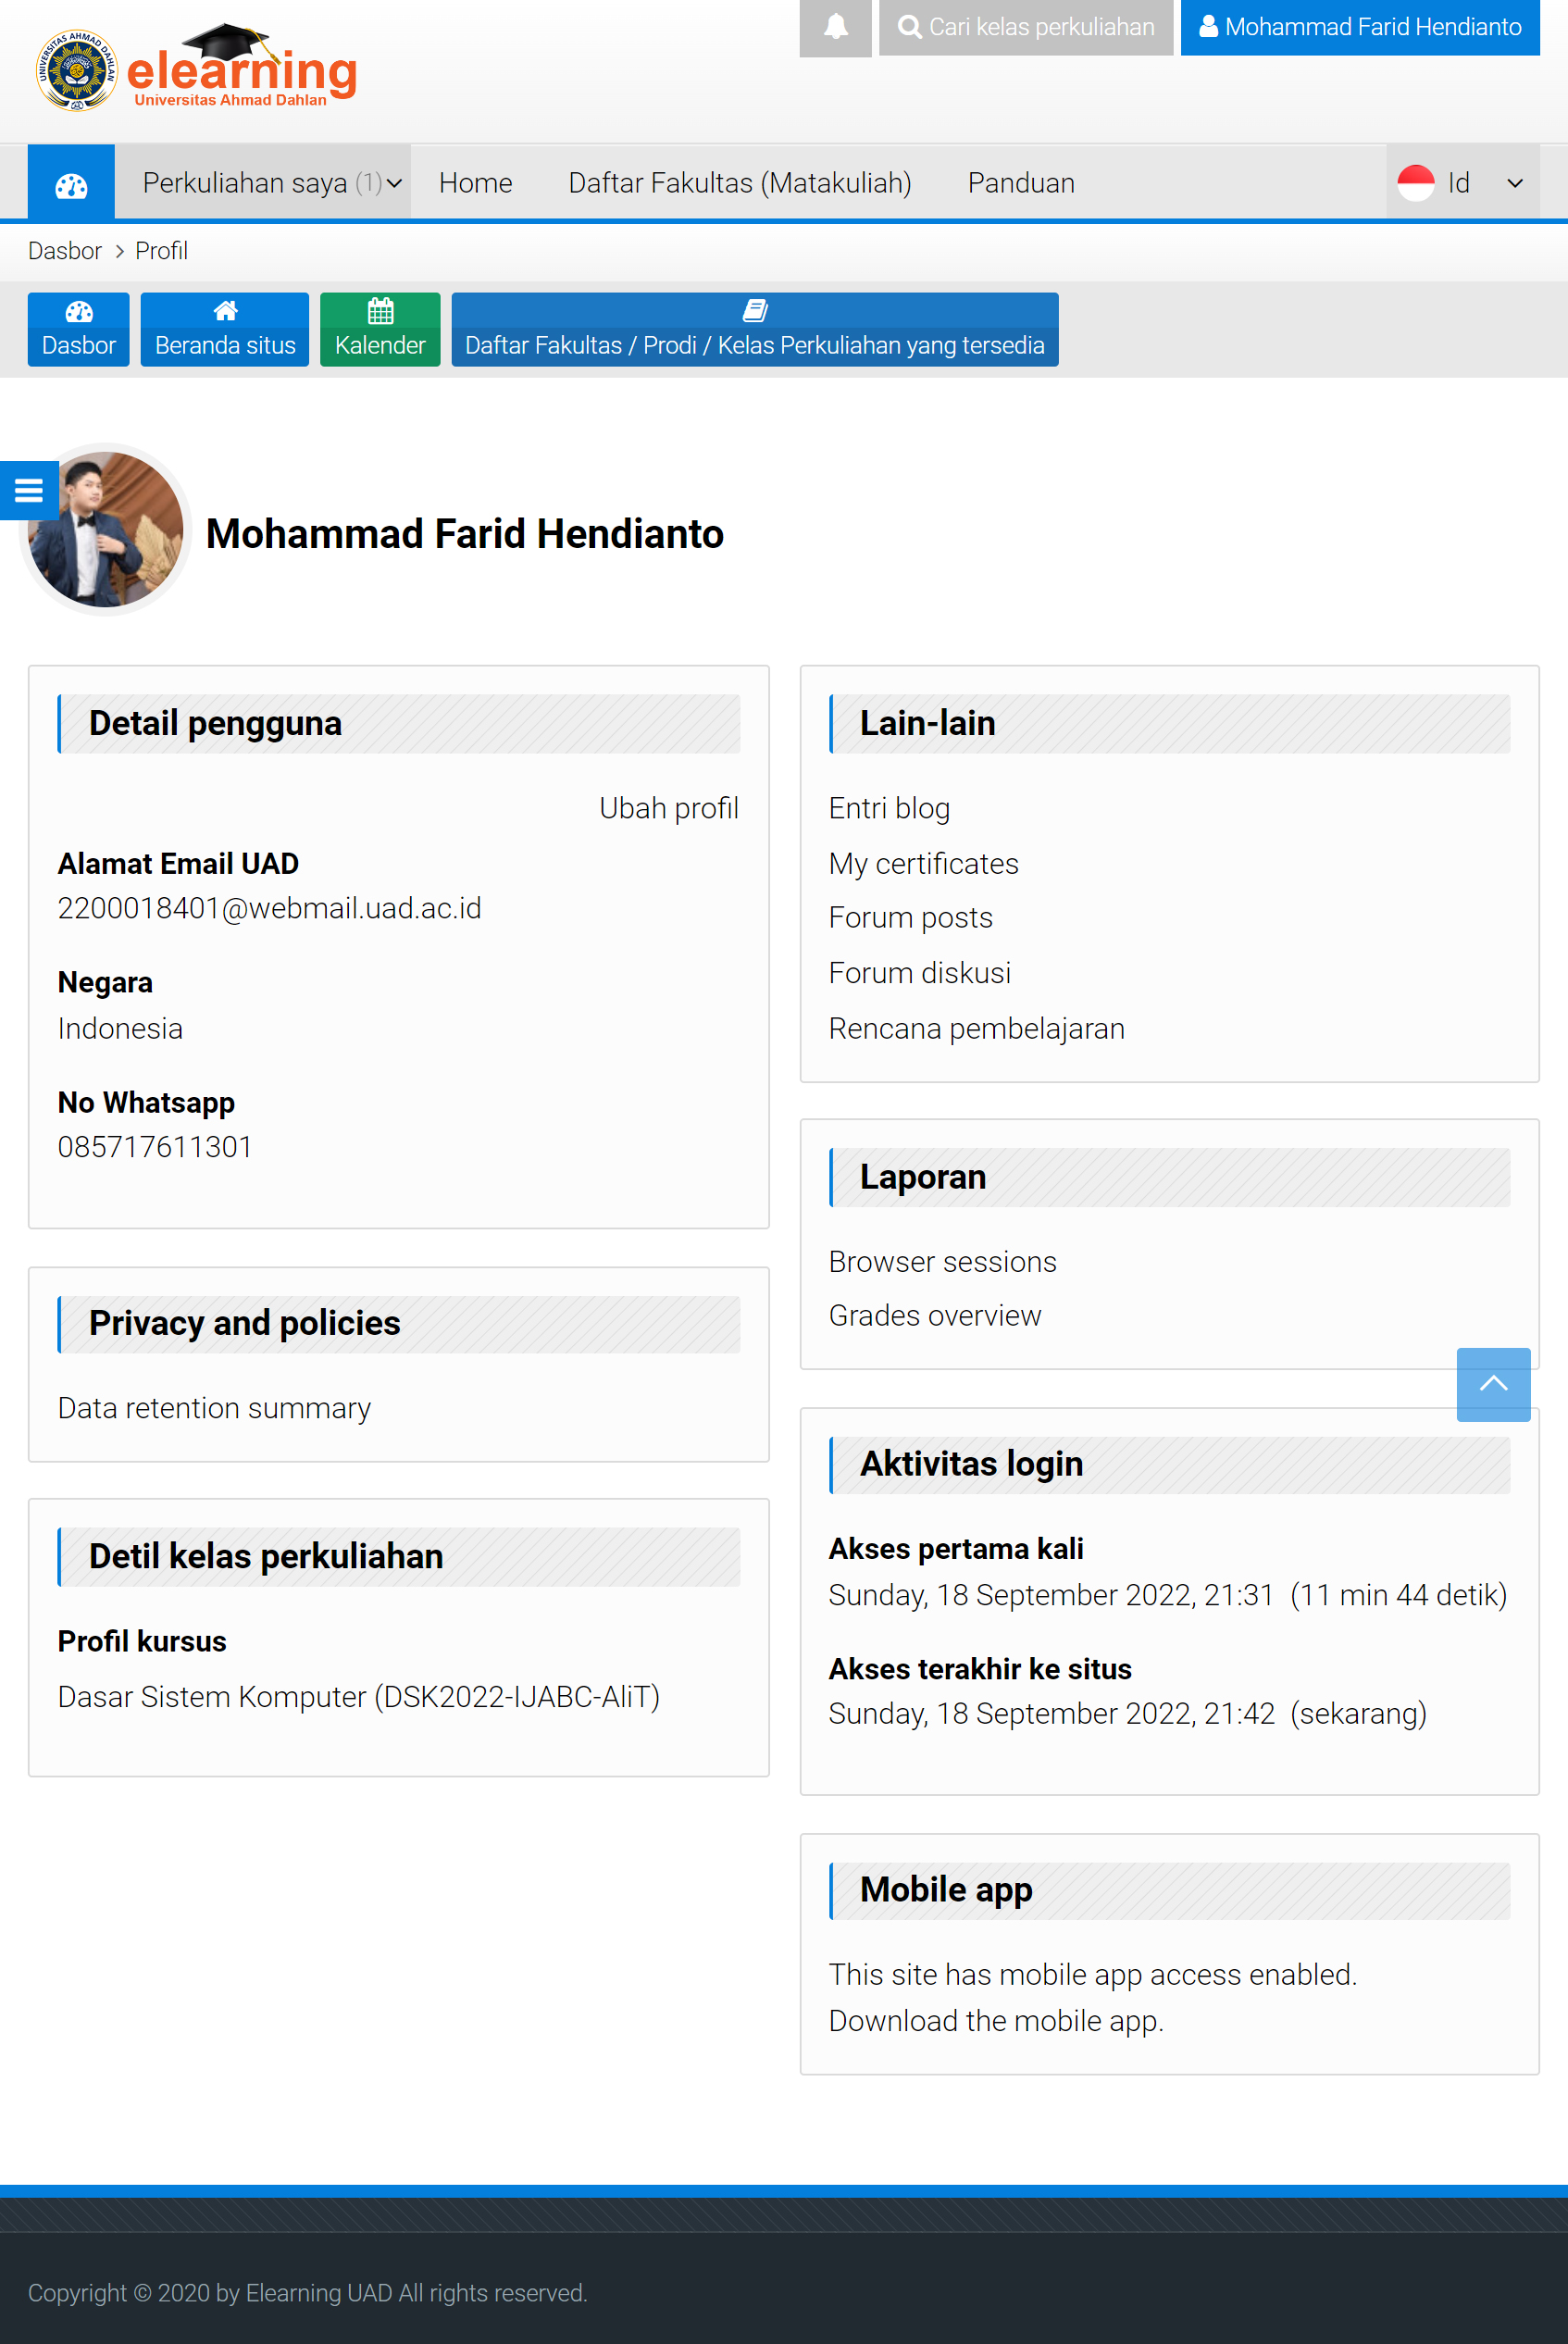 UNIVERSITAS AHMAD DAHLAN
elearning
Universitas Ahmad Dahlan
Cari kelas perkuliahan
Mohammad Farid Hendianto
Perkuliahan saya (1)
Home
Daftar Fakultas (Matakuliah)
Panduan
Id
Dasbor
Profil
Dasbor
Beranda situs
Kalender
Daftar Fakultas / Prodi / Kelas Perkuliahan yang tersedia
Mohammad Farid Hendianto
Detail pengguna
Ubah profil
Alamat Email UAD
2200018401@webmail.uad.ac.id
Negara
Indonesia
No Whatsapp
085717611301
Privacy and policies
Data retention summary
Detil kelas perkuliahan
Profil kursus
Dasar Sistem Komputer (DSK2022-IJABC-AliT)
Lain-lain
Entri blog
My certificates
Forum posts
Forum diskusi
Rencana pembelajaran
Laporan
Browser sessions
Grades overview
Aktivitas login
Akses pertama kali
Sunday, 18 September 2022, 21:31  (11 min 44 detik)
Akses terakhir ke situs
Sunday, 18 September 2022, 21:42  (sekarang)
Mobile app
This site has mobile app access enabled.
Download the mobile app.
Copyright © 2020 by Elearning UAD All rights reserved.